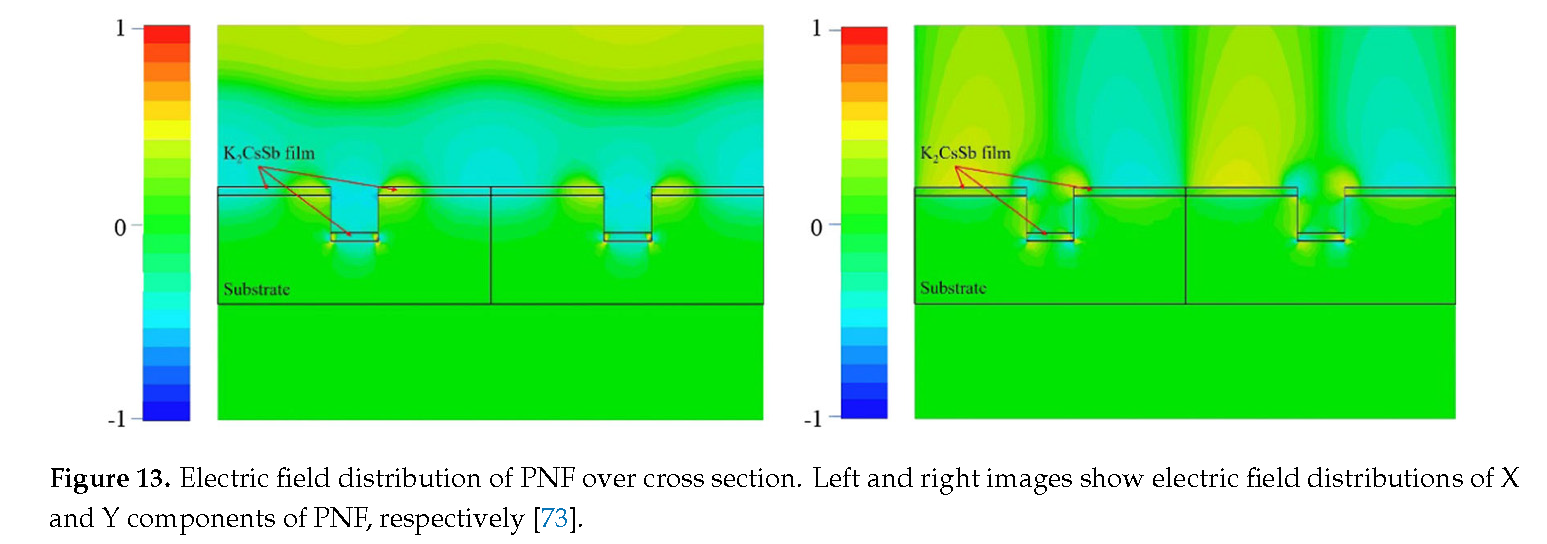 1
0
-1
K₂CsSb film
Substrate
1
0
-1
K₂CsSb film
Substrate
Figure 13. Electric field distribution of PNF over cross section. Left and right images show electric field distributions of X
and Y components of PNF, respectively [73].